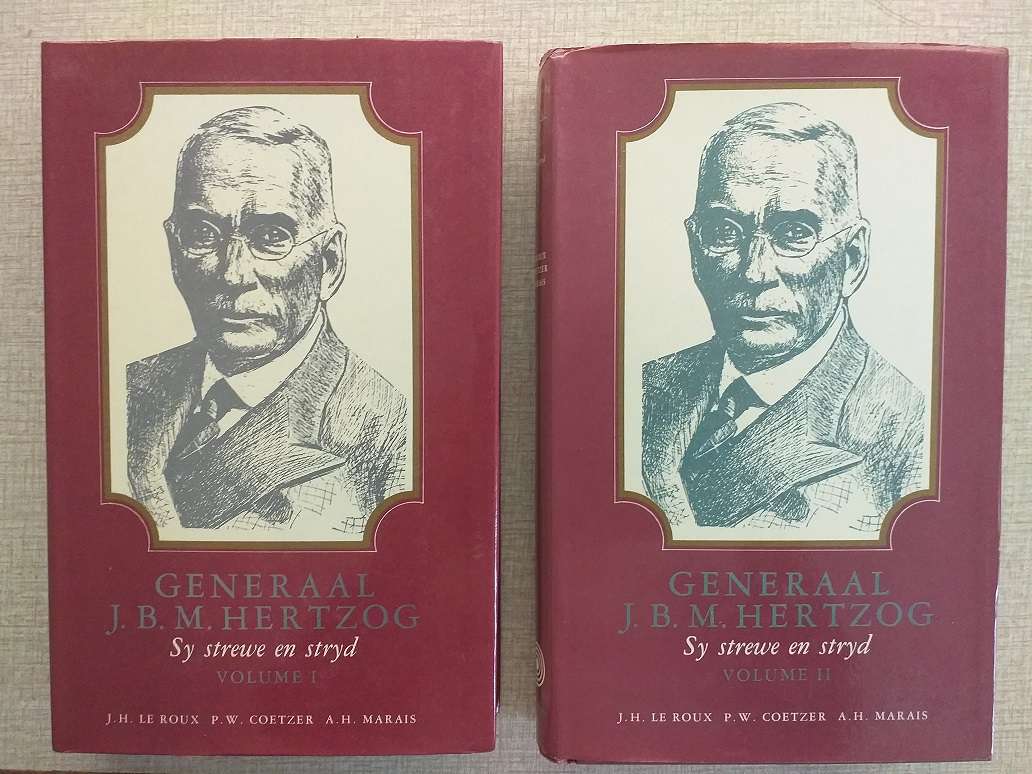 GENERAAL
J. B. M. HERTZOG
Sy strewe en stryd
VOLUME I
J.H. LE ROUX P.W. COETZER A.H. MARAIS
GENERAAL
J. B. M. HERTZOG
Sy strewe en stryd
VOLUME II
J.H. LE ROUX P.W. COETZER A.H. MARAIS